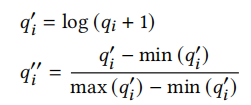 q′ᵢ = log (qᵢ + 1)
q″ᵢ = (q′ᵢ − min (q′ᵢ)) / (max (q′ᵢ) − min (q′ᵢ))